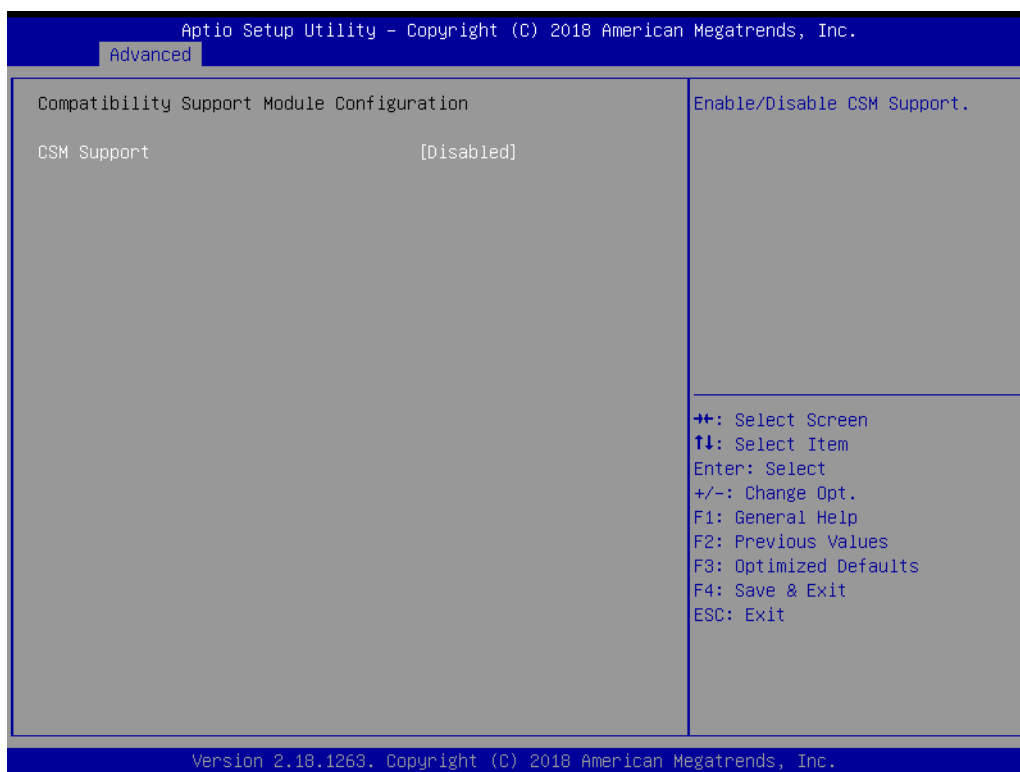 Aptio Setup Utility – Copyright (C) 2018 American Megatrends, Inc.
Advanced
Compatibility Support Module Configuration
CSM Support [Disabled]
Enable/Disable CSM Support.
→←: Select Screen
↑↓: Select Item
Enter: Select
+/-: Change Opt.
F1: General Help
F2: Previous Values
F3: Optimized Defaults
F4: Save & Exit
ESC: Exit
Version 2.18.1263. Copyright (C) 2018 American Megatrends, Inc.